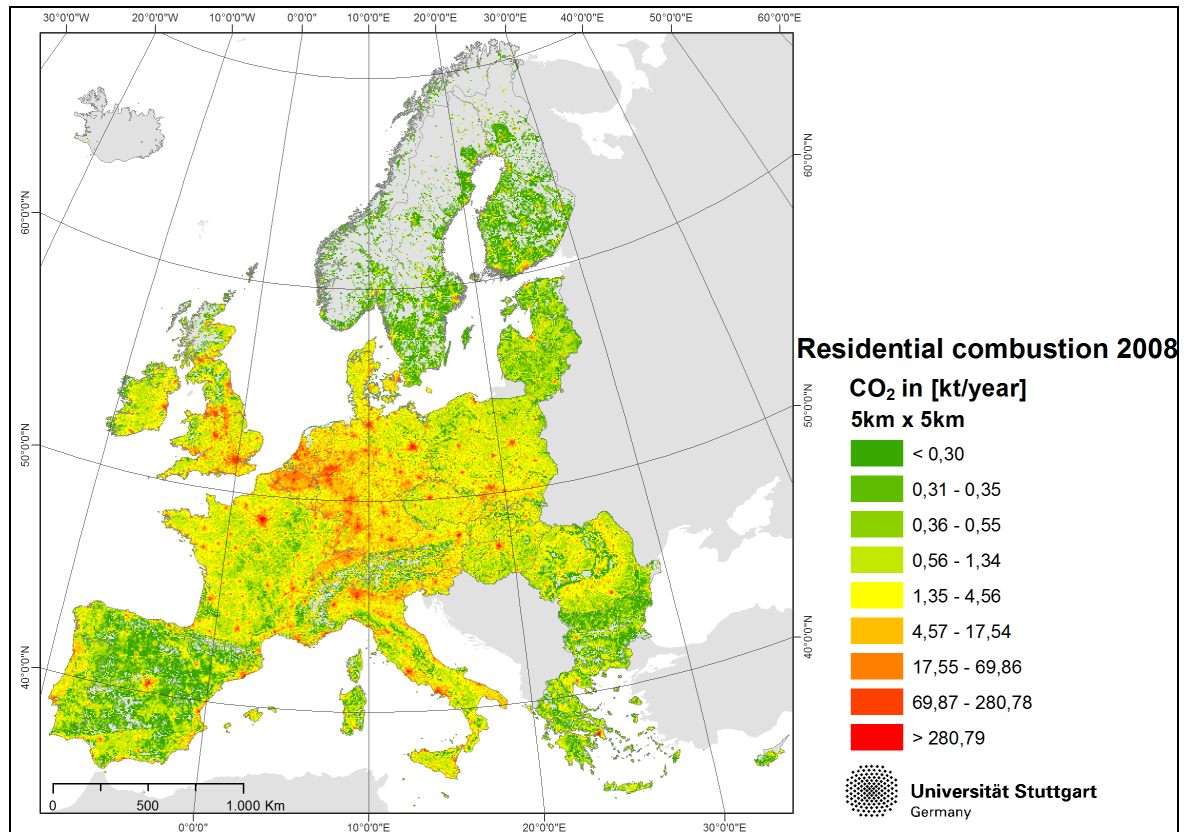 30°0'0"W 20°0'0"W 10°0'0"W 0°0'0" 10°0'0"E 20°0'0"E 30°0'0"E 40°0'0"E 50°0'0"E 60°0'0"E
60°0'0"N
60°0'0"N
50°0'0"N
50°0'0"N
40°0'0"N
40°0'0"N
Residential combustion 2008
CO₂ in [kt/year]
5km x 5km
< 0,30
0,31 - 0,35
0,36 - 0,55
0,56 - 1,34
1,35 - 4,56
4,57 - 17,54
17,55 - 69,86
69,87 - 280,78
> 280,79
0 500 1.000 Km
Universität Stuttgart
Germany
0°0'0" 10°0'0"E 20°0'0"E 30°0'0"E